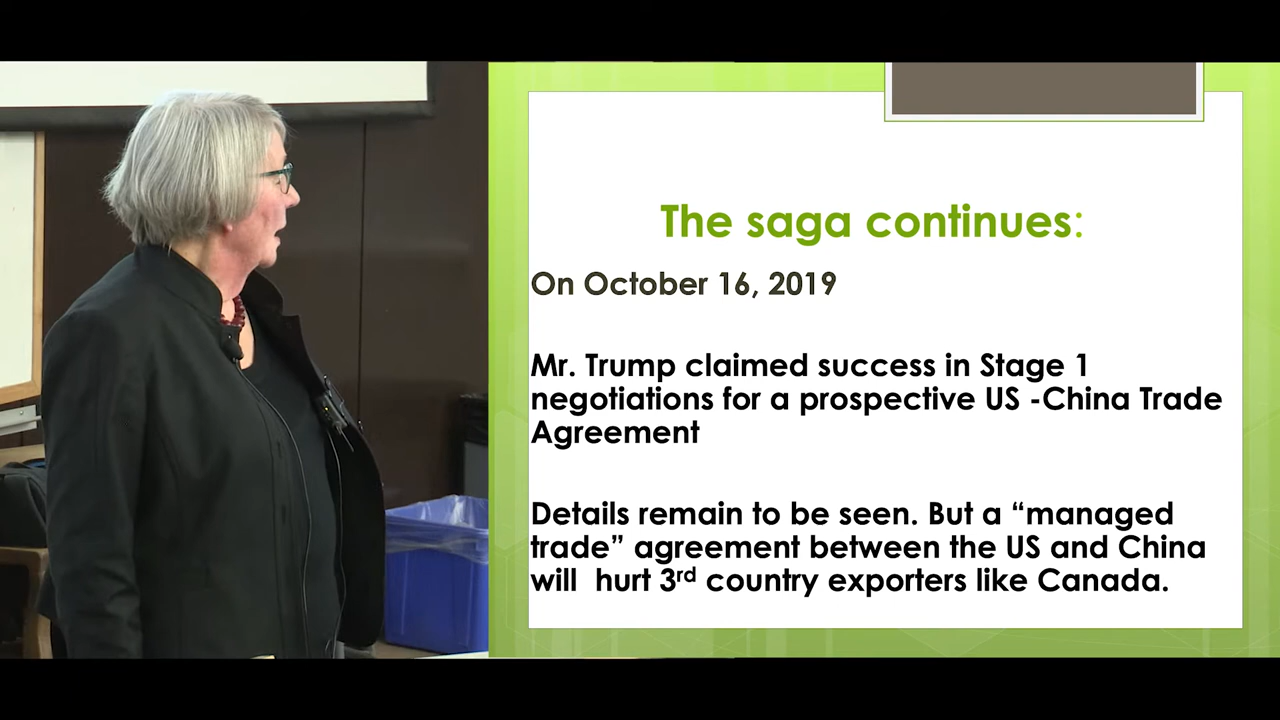 The saga continues:
On October 16, 2019
Mr. Trump claimed success in Stage 1
negotiations for a prospective US -China Trade
Agreement
Details remain to be seen. But a “managed
trade” agreement between the US and China
will  hurt 3rd country exporters like Canada.